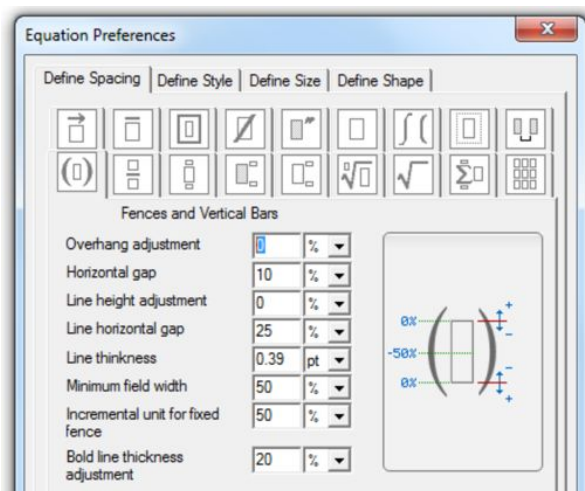 Equation Preferences
Define Spacing Define Style Define Size Define Shape
Fences and Vertical Bars
Overhang adjustment 0 %
Horizontal gap 10 %
Line height adjustment 0 %
Line horizontal gap 25 %
Line thinkness 0.39 pt
Minimum field width 50 %
Incremental unit for fixed 50 %
fence
Bold line thickness 20 %
adjustment
0% +
-
-50%
0% -
+